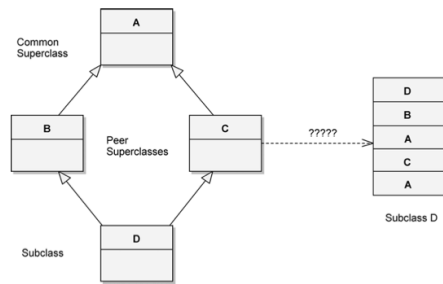 A
Common
Superclass
B
Peer
Superclasses
C
?????
D
B
A
C
A
Subclass D
D
Subclass